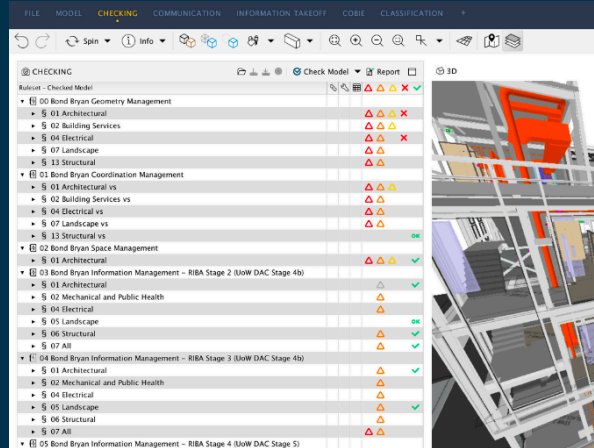 FILE MODEL CHECKING COMMUNICATION INFORMATION TAKEOFF COBIE CLASSIFICATION +
Spin Info
CHECKING Check Model Report 3D
Ruleset - Checked Model
00 Bond Bryan Geometry Management
§ 01 Architectural
§ 02 Building Services
§ 04 Electrical
§ 07 Landscape
§ 13 Structural
01 Bond Bryan Coordination Management
§ 01 Architectural vs
§ 02 Building Services vs
§ 04 Electrical vs
§ 07 Landscape vs
§ 13 Structural vs OK
02 Bond Bryan Space Management
§ 01 Architectural
03 Bond Bryan Information Management - RIBA Stage 2 (UoW DAC Stage 4b)
§ 01 Architectural
§ 02 Mechanical and Public Health
§ 04 Electrical
§ 05 Landscape OK
§ 06 Structural
§ 07 All
04 Bond Bryan Information Management - RIBA Stage 3 (UoW DAC Stage 4b)
§ 01 Architectural
§ 02 Mechanical and Public Health
§ 04 Electrical
§ 05 Landscape
§ 06 Structural
§ 07 All
05 Bond Bryan Information Management - RIBA Stage 4 (UoW DAC Stage 5)